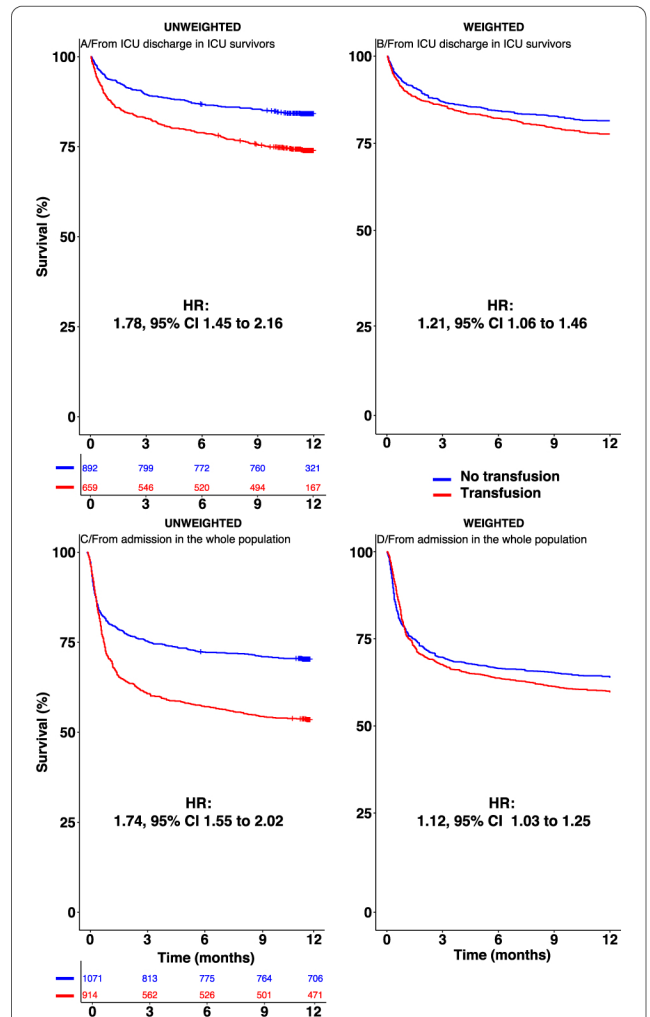 UNWEIGHTED
A/From ICU discharge in ICU survivors
100
75
50
25
0
Survival (%)
HR:
1.78, 95% CI 1.45 to 2.16
0 3 6 9 12
892 799 772 760 321
659 546 520 494 167
0 3 6 9 12
WEIGHTED
B/From ICU discharge in ICU survivors
100
75
50
25
0
HR:
1.21, 95% CI 1.06 to 1.46
0 3 6 9 12
No transfusion
Transfusion
UNWEIGHTED
C/From admission in the whole population
100
75
50
25
0
Survival (%)
HR:
1.74, 95% CI 1.55 to 2.02
0 3 6 9 12
Time (months)
1071 813 775 764 706
914 562 526 501 471
0 3 6 9 12
WEIGHTED
D/From admission in the whole population
100
75
50
25
0
HR:
1.12, 95% CI 1.03 to 1.25
0 3 6 9 12
Time (months)